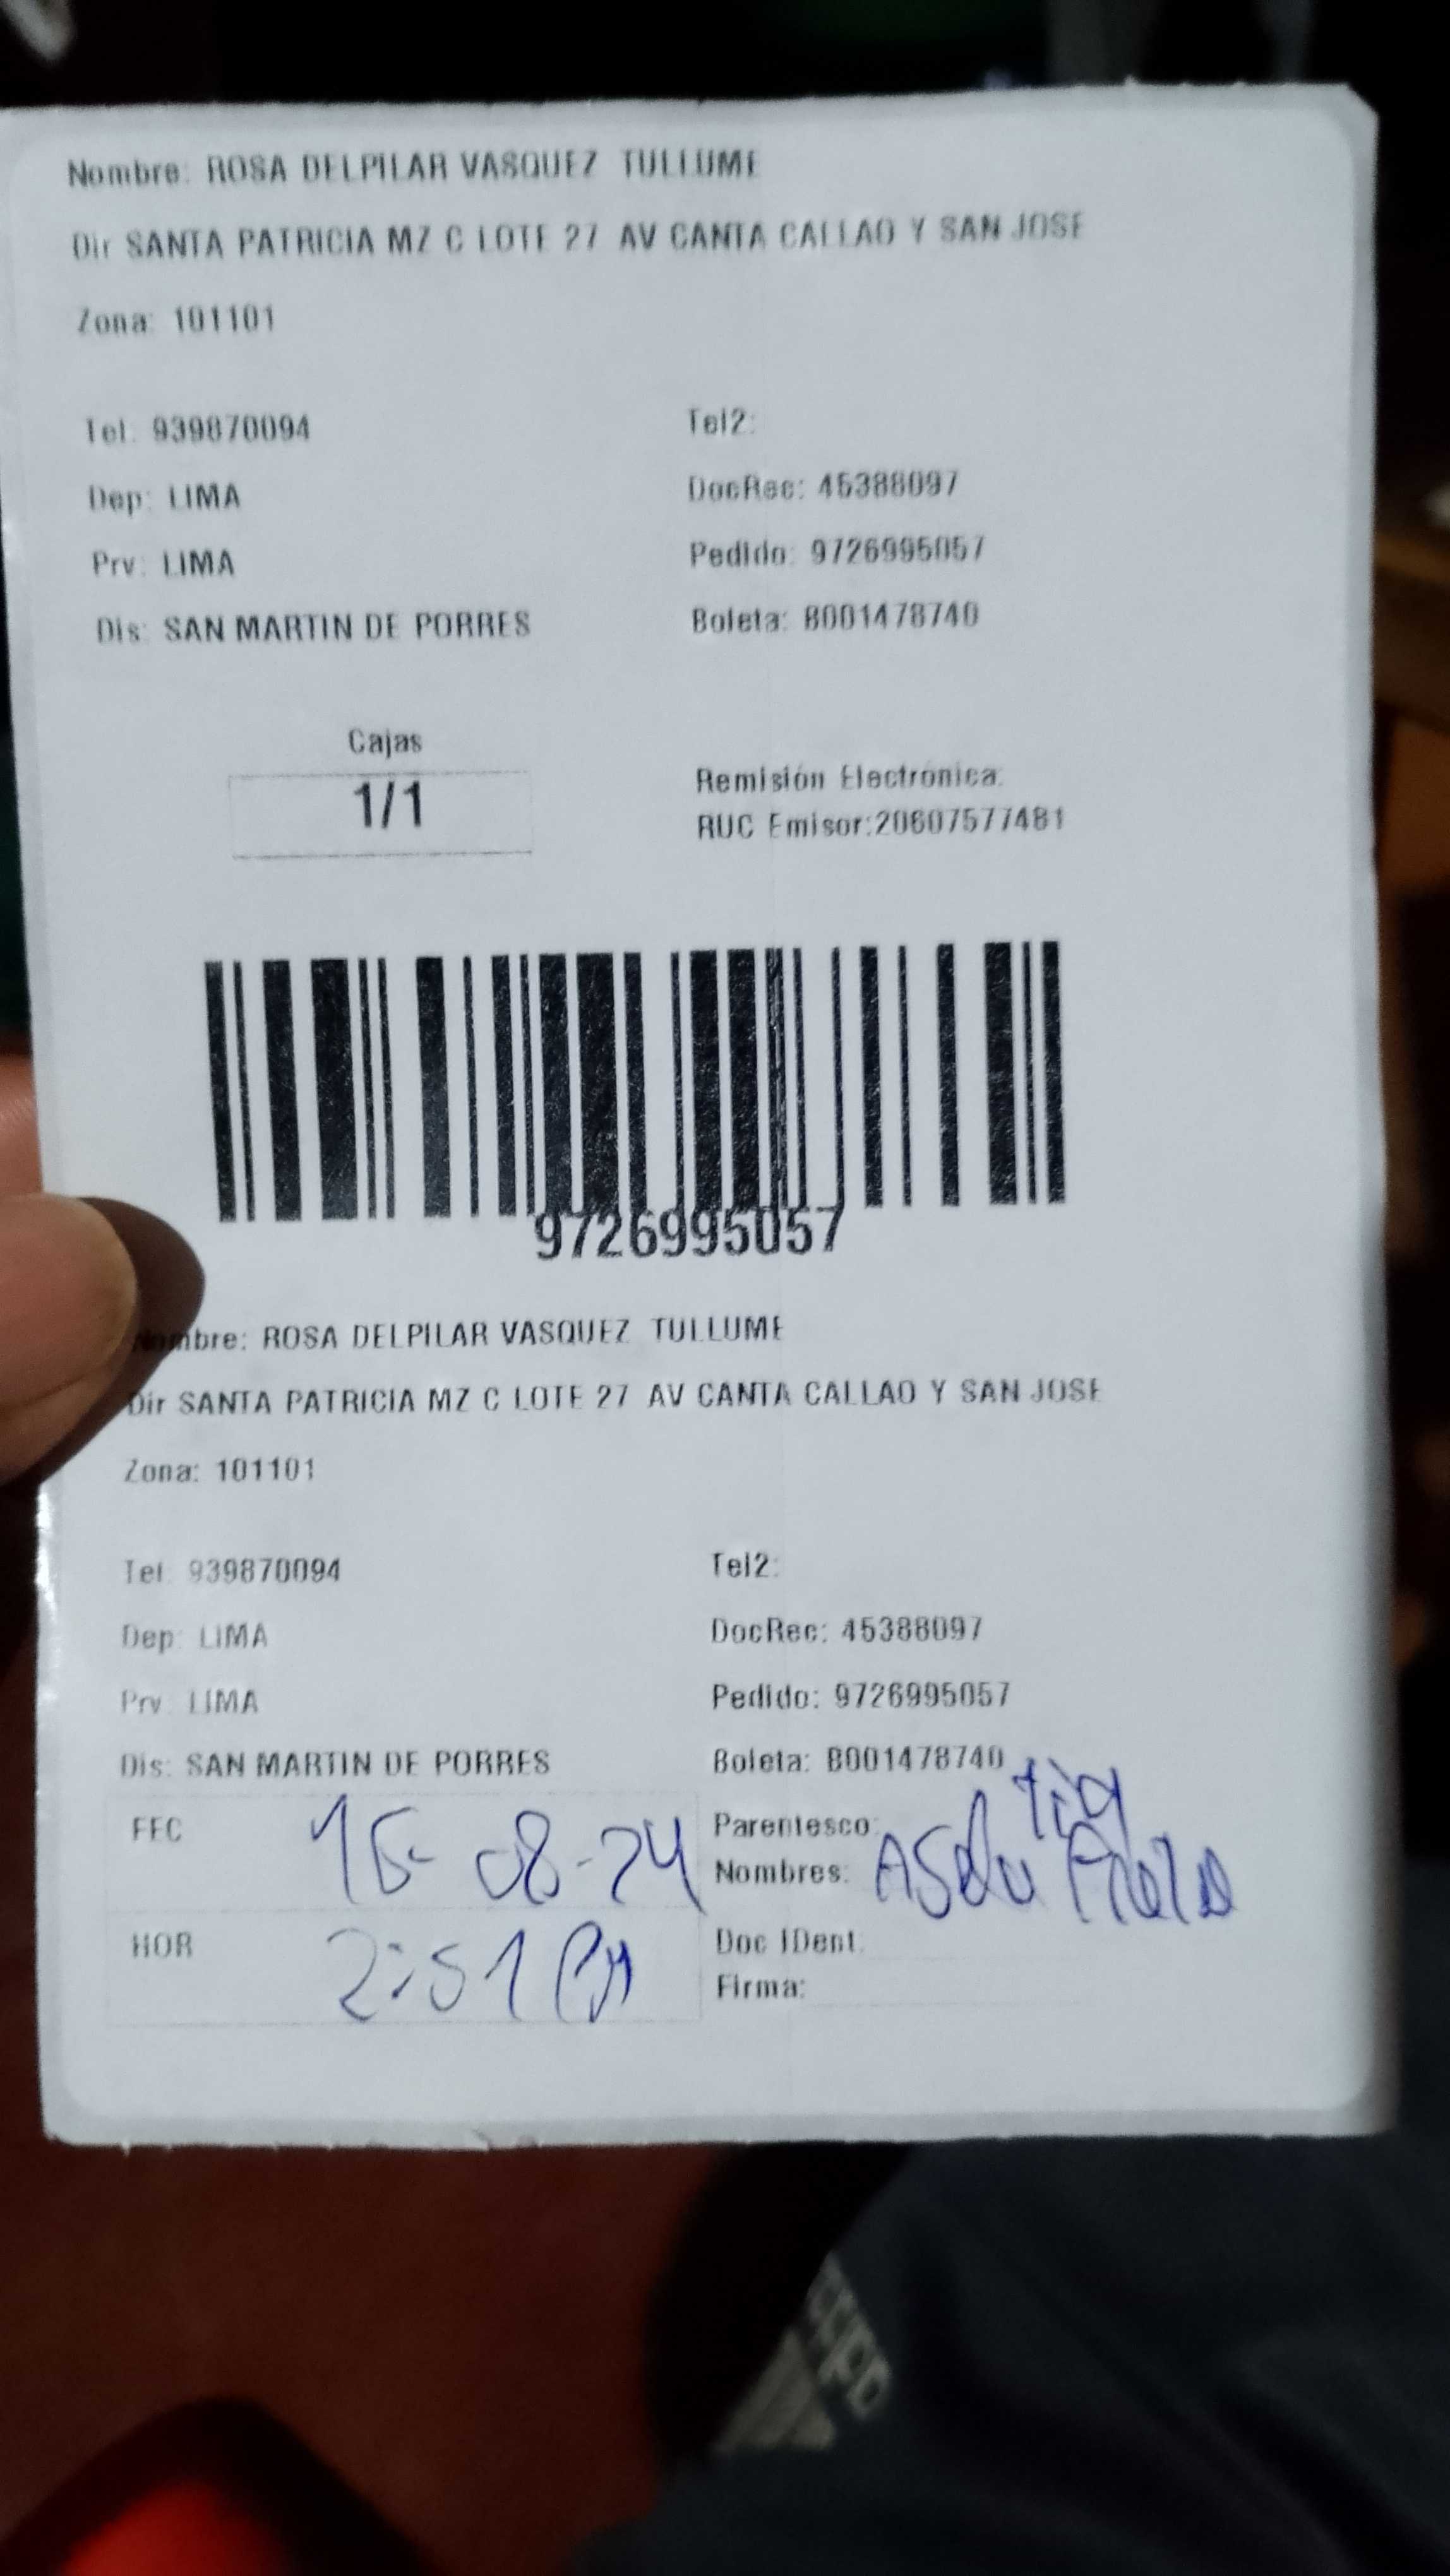 Nombre: ROSA DELPILAR VASQUEZ TULLUME
Dir SANTA PATRICIA MZ C LOTE 27 AV CANTA CALLAO Y SAN JOSE
Zona: 101101
Tel: 939870094 Tel2:
Dep: LIMA DocRec: 45388097
Prv: LIMA Pedido: 9726995057
Dis: SAN MARTIN DE PORRES Boleta: B001478740
Cajas
1/1
Remisión Electrónica:
RUC Emisor:20607577481
9726995057
Nombre: ROSA DELPILAR VASQUEZ TULLUME
Dir SANTA PATRICIA MZ C LOTE 27 AV CANTA CALLAO Y SAN JOSE
Zona: 101101
Tel: 939870094 Tel2:
Dep: LIMA DocRec: 45388097
Prv: LIMA Pedido: 9726995057
Dis: SAN MARTIN DE PORRES Boleta: B001478740
FEC 16-08-24 Parentesco: tia
Nombres:
HOR 2:51 PM Doc IDent:
Firma: